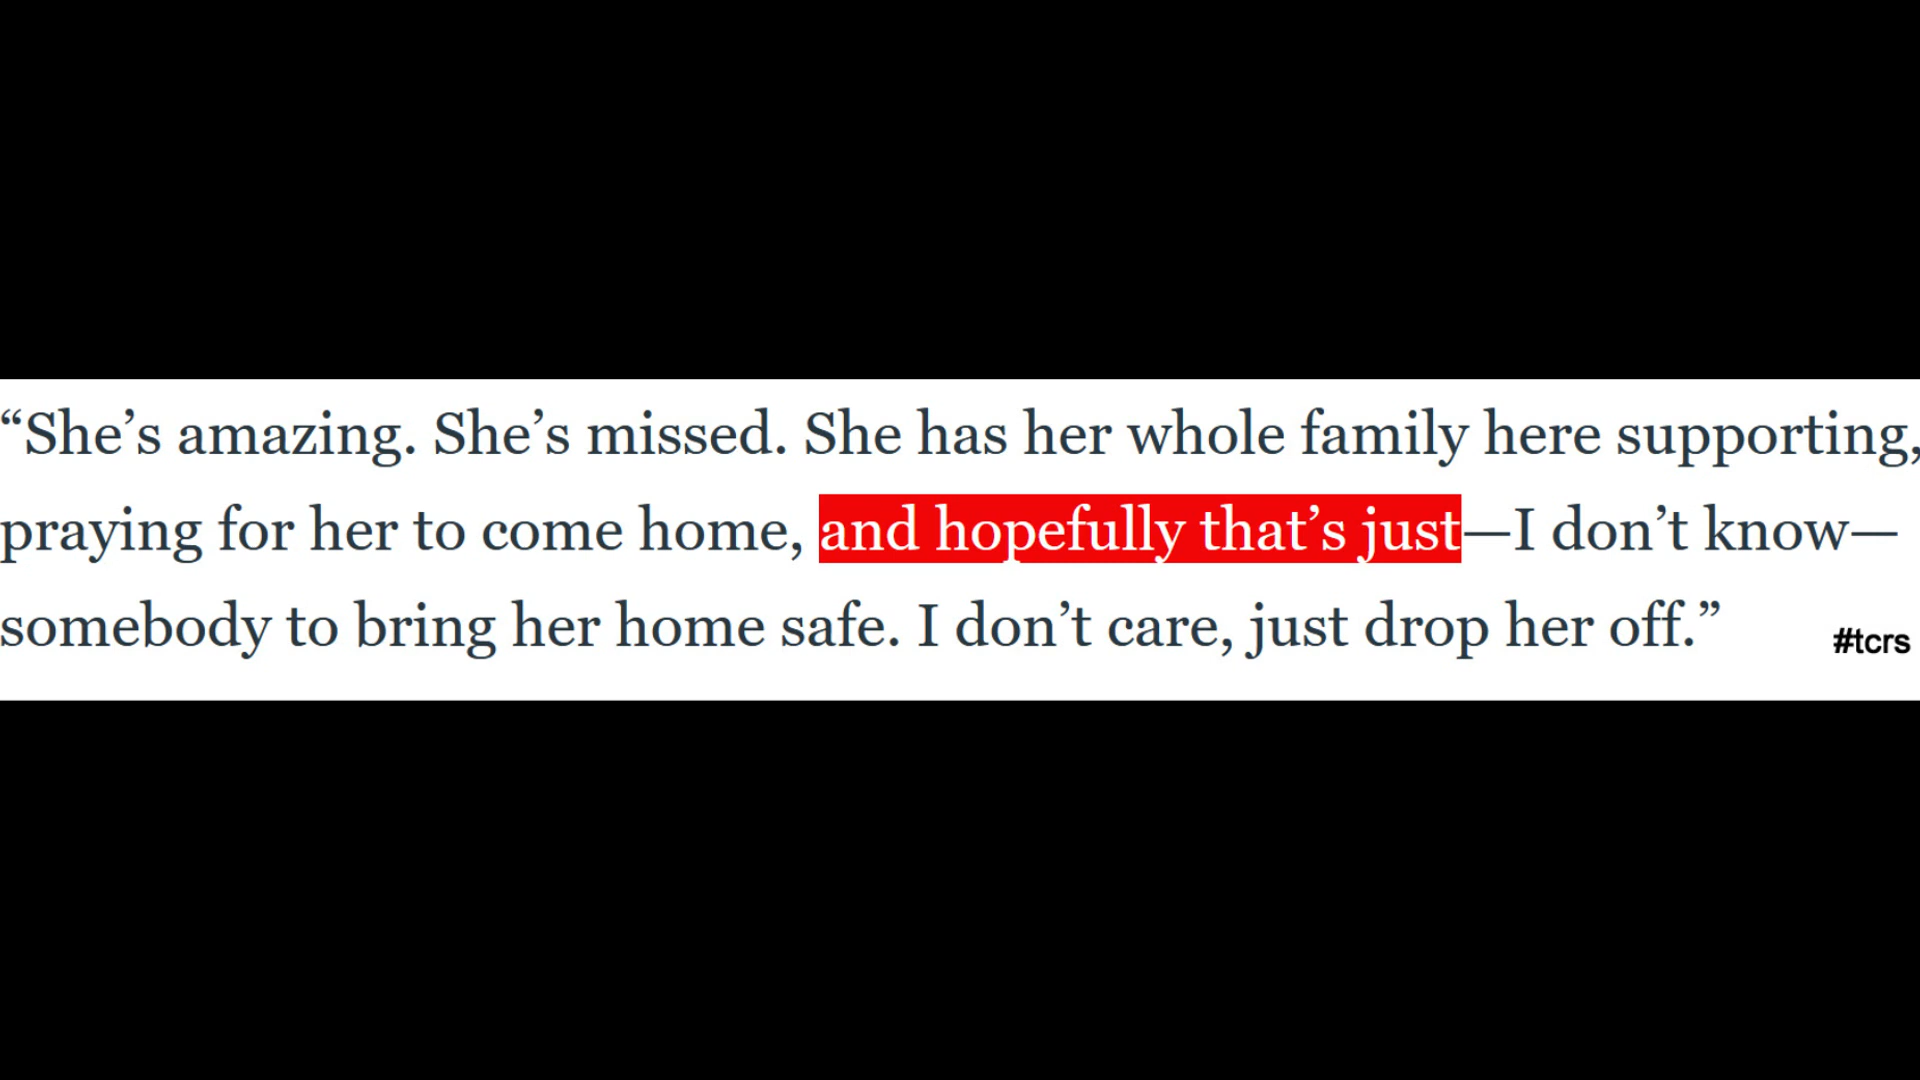 “She’s amazing. She’s missed. She has her whole family here supporting,
praying for her to come home, and hopefully that’s just—I don’t know—
somebody to bring her home safe. I don’t care, just drop her off.”
#tcrs